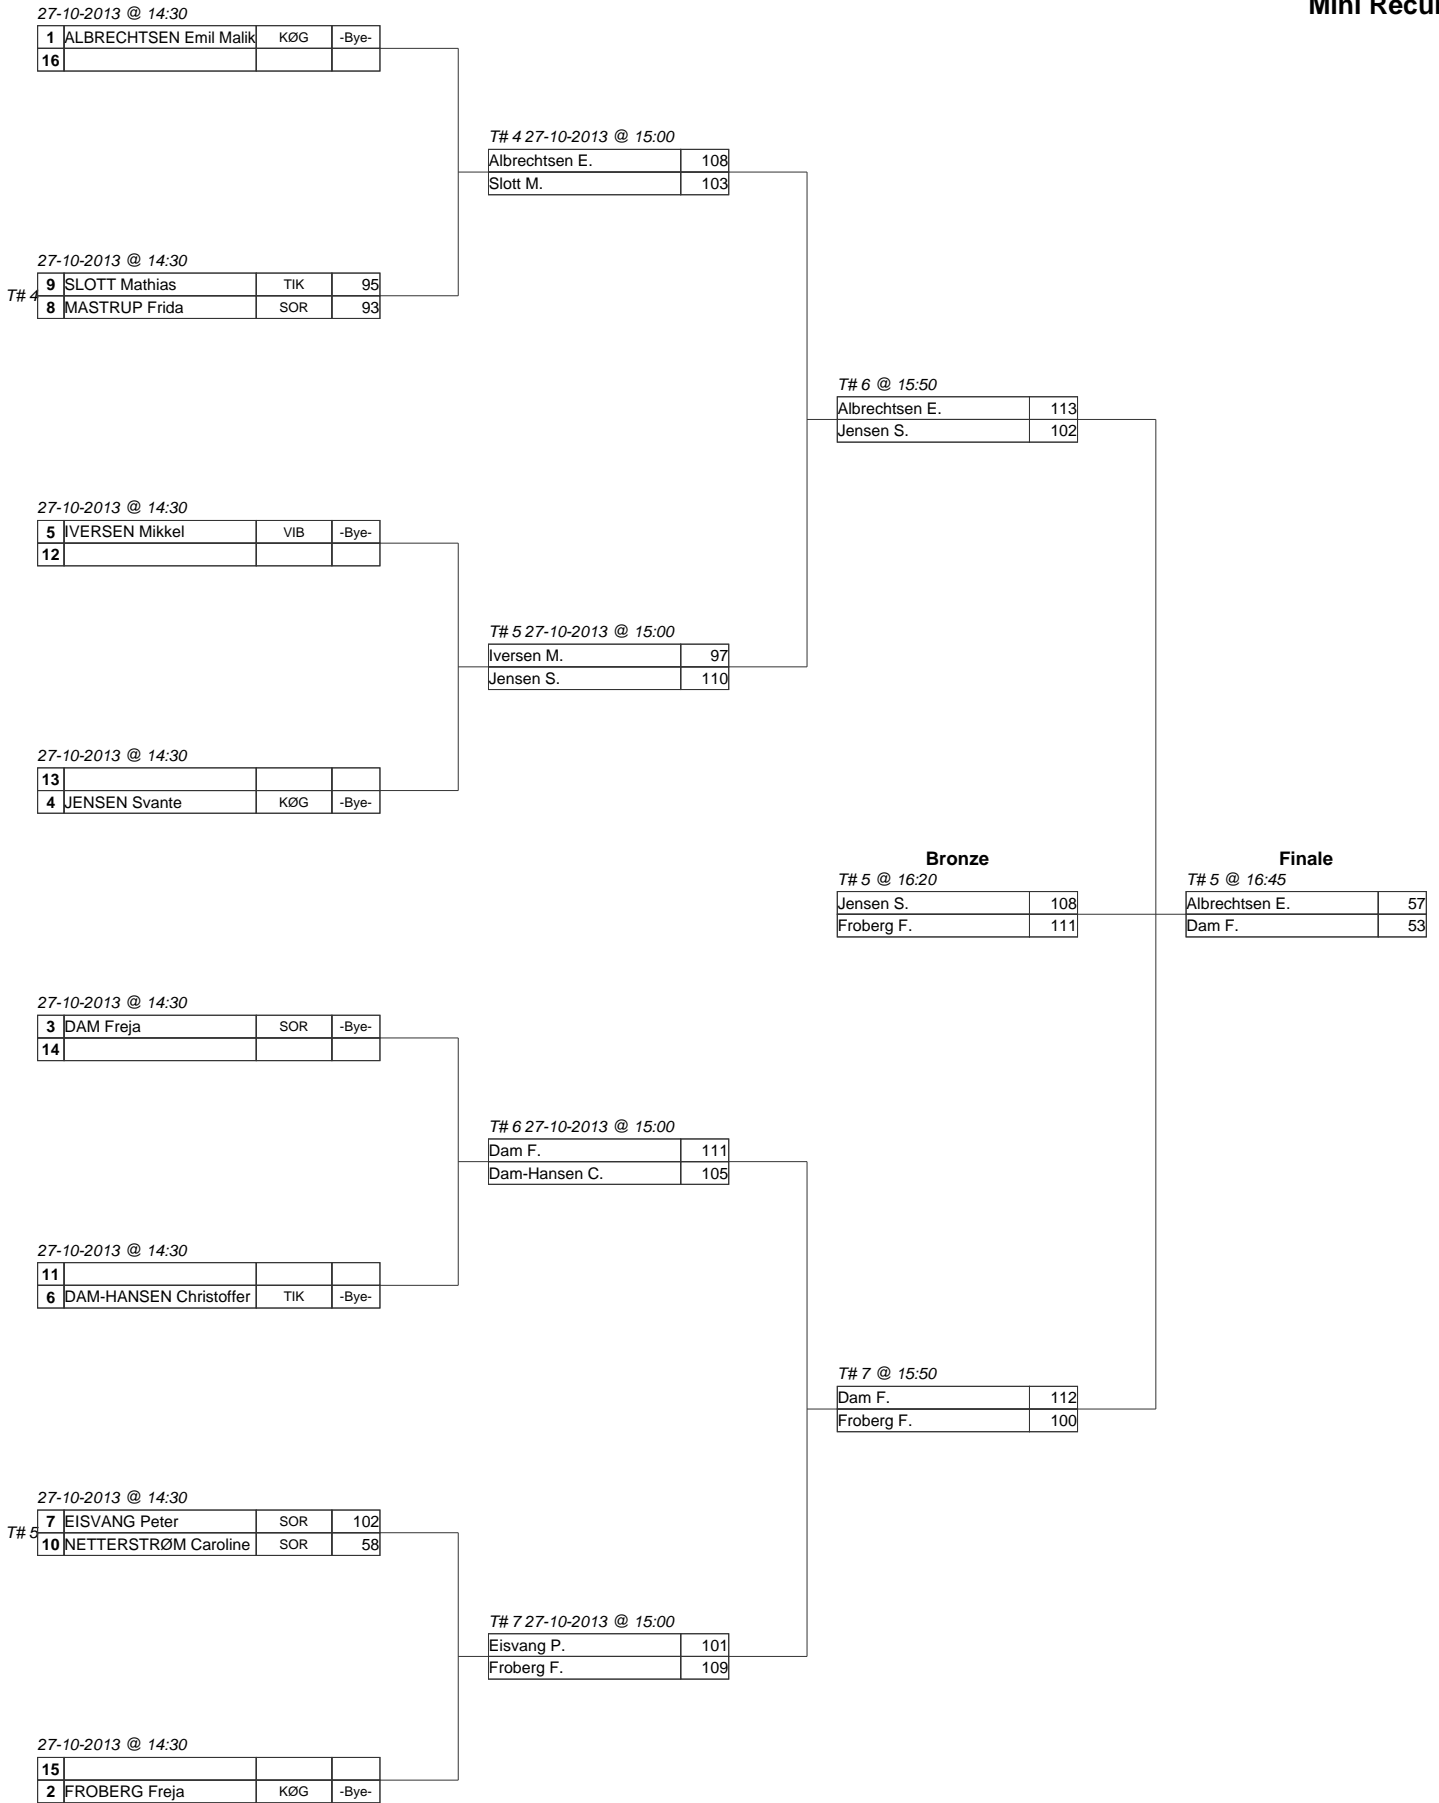 Mini Recu
27-10-2013 @ 14:30
1 ALBRECHTSEN Emil Malik KØG -Bye-
16
T# 4 27-10-2013 @ 15:00
Albrechtsen E. 108
Slott M. 103
27-10-2013 @ 14:30
T# 4
9 SLOTT Mathias TIK 95
8 MASTRUP Frida SOR 93
T# 6 @ 15:50
Albrechtsen E. 113
Jensen S. 102
27-10-2013 @ 14:30
5 IVERSEN Mikkel VIB -Bye-
12
T# 5 27-10-2013 @ 15:00
Iversen M. 97
Jensen S. 110
27-10-2013 @ 14:30
13
4 JENSEN Svante KØG -Bye-
Bronze
T# 5 @ 16:20
Jensen S. 108
Froberg F. 111
Finale
T# 5 @ 16:45
Albrechtsen E. 57
Dam F. 53
27-10-2013 @ 14:30
3 DAM Freja SOR -Bye-
14
T# 6 27-10-2013 @ 15:00
Dam F. 111
Dam-Hansen C. 105
27-10-2013 @ 14:30
11
6 DAM-HANSEN Christoffer TIK -Bye-
T# 7 @ 15:50
Dam F. 112
Froberg F. 100
27-10-2013 @ 14:30
T# 5
7 EISVANG Peter SOR 102
10 NETTERSTRØM Caroline SOR 58
T# 7 27-10-2013 @ 15:00
Eisvang P. 101
Froberg F. 109
27-10-2013 @ 14:30
15
2 FROBERG Freja KØG -Bye-